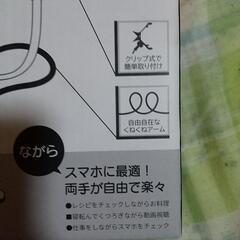 クリップ式で
簡単取り付け
自由自在な
くねくねアーム
ながら
スマホに最適！
両手が自由で楽々
●レシピをチェックしながらお料理
●寝転んでくつろぎながら動画視聴
●仕事をしながらスマホをチェック